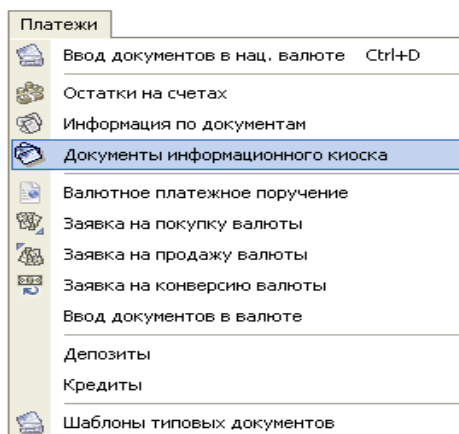 Платежи
Ввод документов в нац. валюте Ctrl+D
Остатки на счетах
Информация по документам
Документы информационного киоска
Валютное платежное поручение
Заявка на покупку валюты
Заявка на продажу валюты
Заявка на конверсию валюты
Ввод документов в валюте
Депозиты
Кредиты
Шаблоны типовых документов